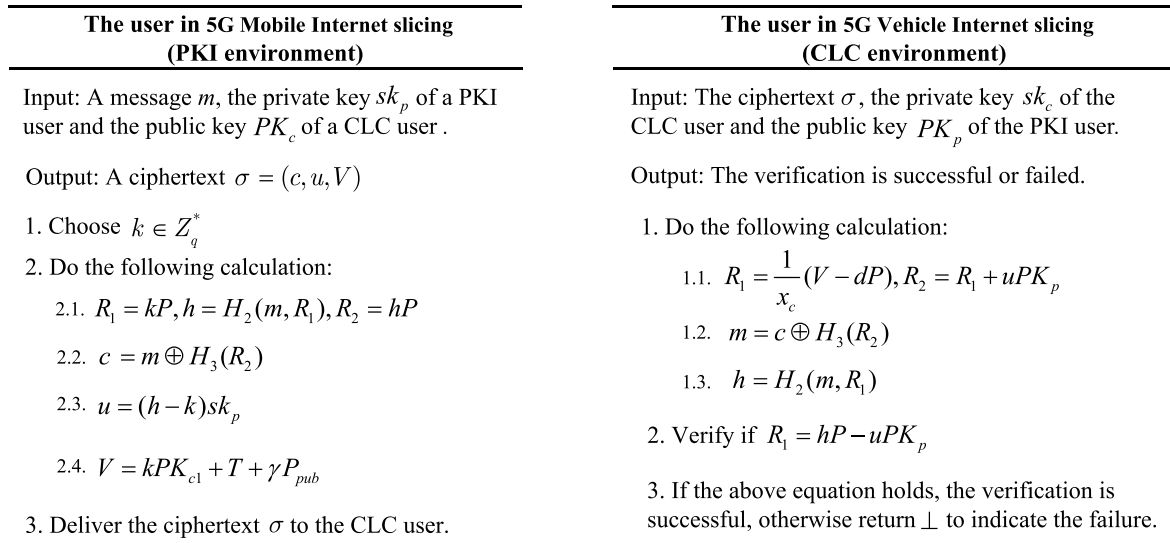 The user in 5G Mobile Internet slicing
(PKI environment)
Input: A message m, the private key sk_p of a PKI
user and the public key PK_c of a CLC user .
Output: A ciphertext σ = (c, u, V)
1. Choose k ∈ Z_q^*
2. Do the following calculation:
2.1. R_1 = kP, h = H_2(m, R_1), R_2 = hP
2.2. c = m ⊕ H_3(R_2)
2.3. u = (h − k)sk_p
2.4. V = kPK_{c1} + T + γP_{pub}
3. Deliver the ciphertext σ to the CLC user.
The user in 5G Vehicle Internet slicing
(CLC environment)
Input: The ciphertext σ, the private key sk_c of the
CLC user and the public key PK_p of the PKI user.
Output: The verification is successful or failed.
1. Do the following calculation:
1.1. R_1 = \frac{1}{x_c}(V − dP), R_2 = R_1 + uPK_p
1.2. m = c ⊕ H_3(R_2)
1.3. h = H_2(m, R_1)
2. Verify if R_1 = hP − uPK_p
3. If the above equation holds, the verification is
successful, otherwise return ⊥ to indicate the failure.